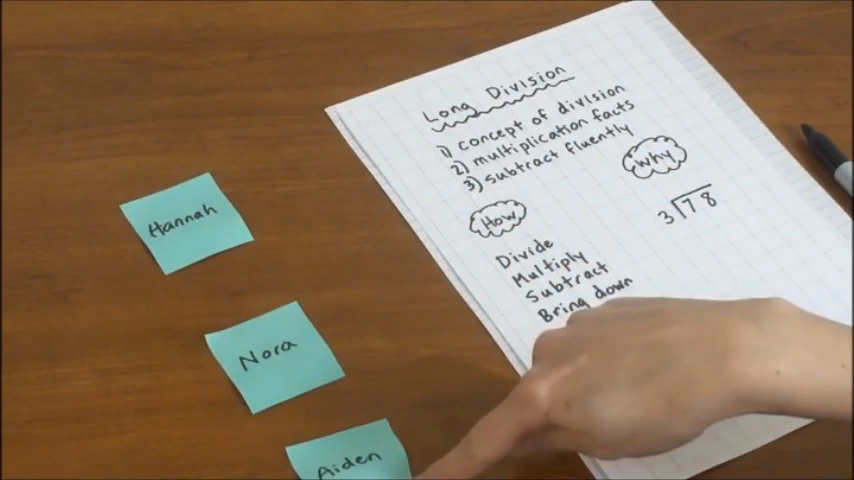 Long Division
1) concept of division
2) multiplication facts
3) subtract fluently
How
Why
Divide
Multiply
Subtract
Bring down
3 78
Hannah
Nora
Aiden